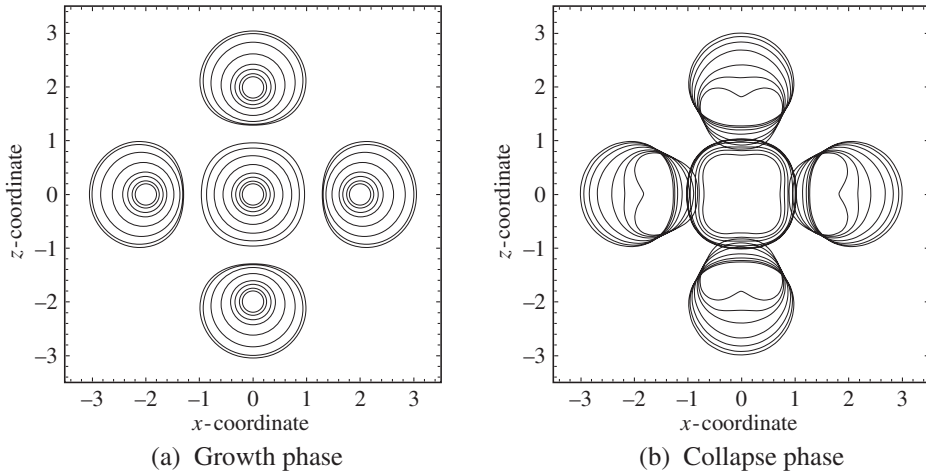 3
2
1
0
−1
−2
−3
z-coordinate
−3 −2 −1 0 1 2 3
x-coordinate
(a) Growth phase
3
2
1
0
−1
−2
−3
z-coordinate
−3 −2 −1 0 1 2 3
x-coordinate
(b) Collapse phase